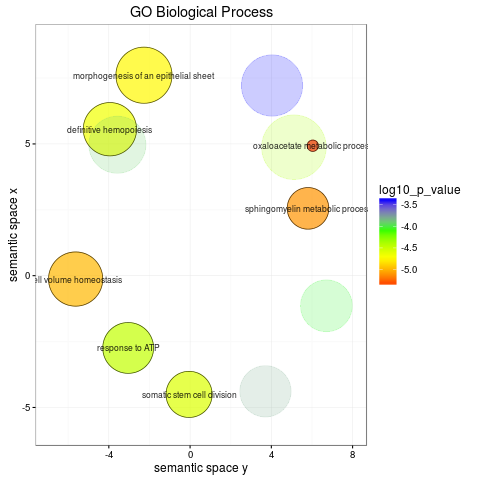 GO Biological Process
morphogenesis of an epithelial sheet
definitive hemopoiesis
oxaloacetate metabolic proces
sphingomyelin metabolic proces
ell volume homeostasis
response to ATP
somatic stem cell division
5
0
-5
-4
0
4
8
semantic space y
semantic space x
log10_p_value
-3.5
-4.0
-4.5
-5.0